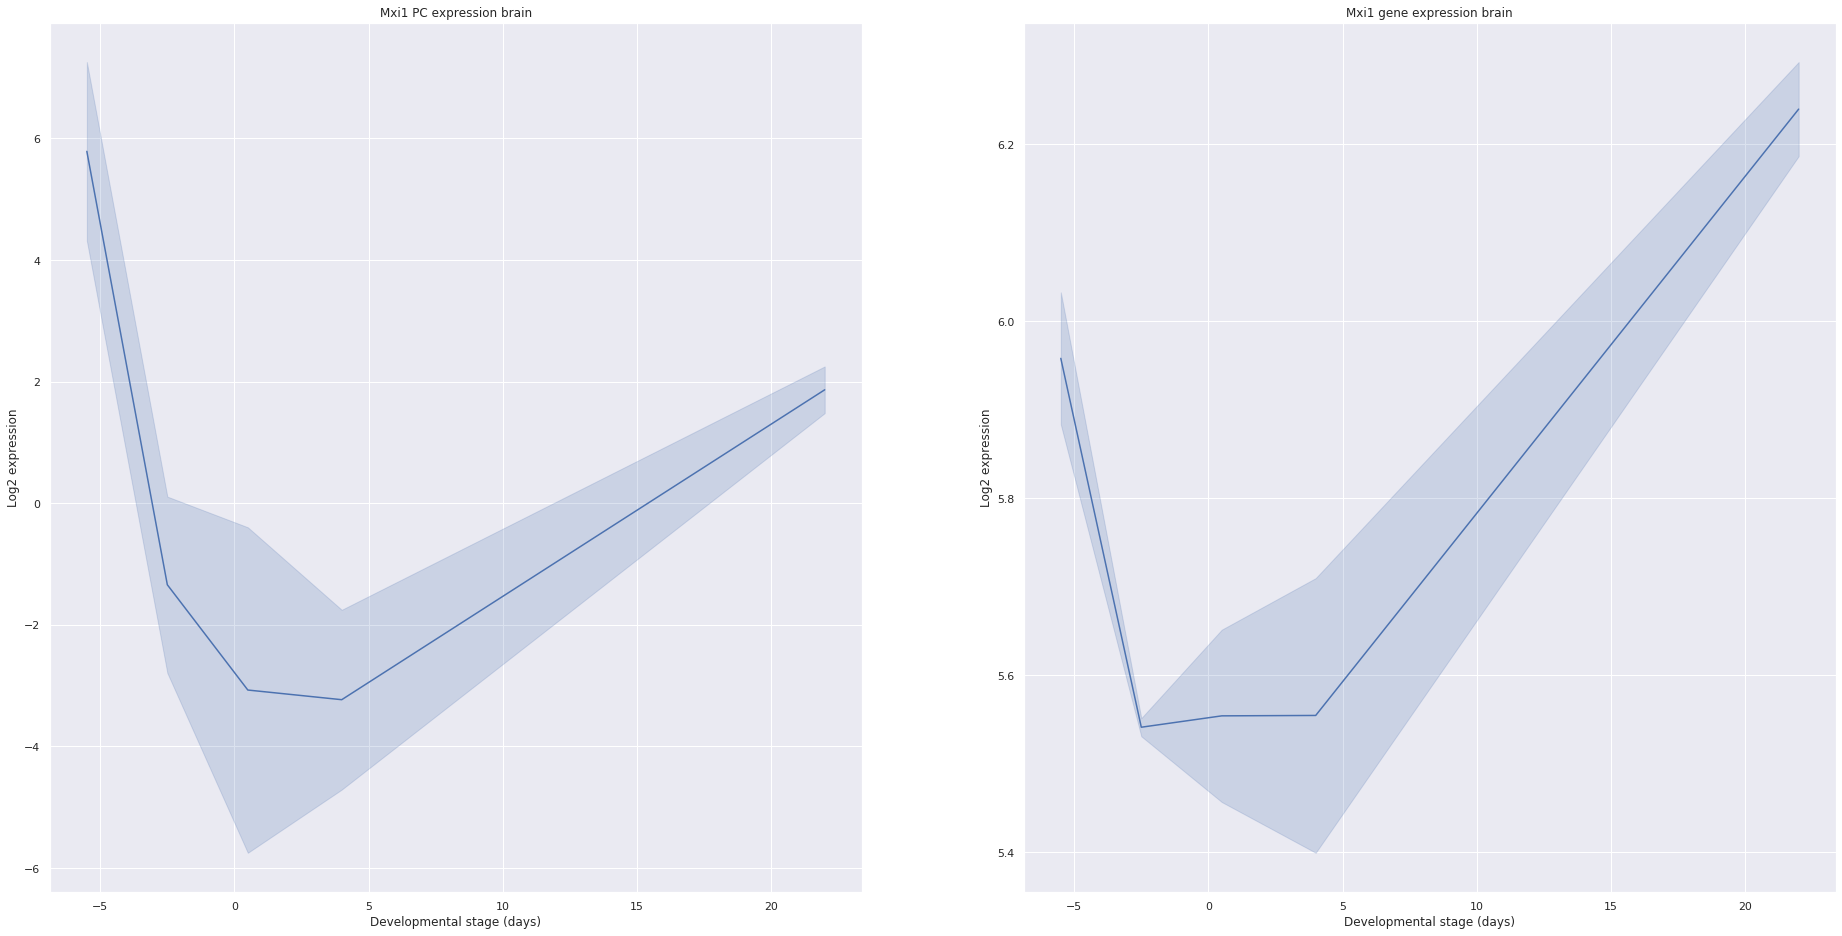 Mxi1 PC expression brain
Log2 expression
6
4
2
0
−2
−4
−6
−5 0 5 10 15 20
Developmental stage (days)
Mxi1 gene expression brain
Log2 expression
6.2
6.0
5.8
5.6
5.4
−5 0 5 10 15 20
Developmental stage (days)